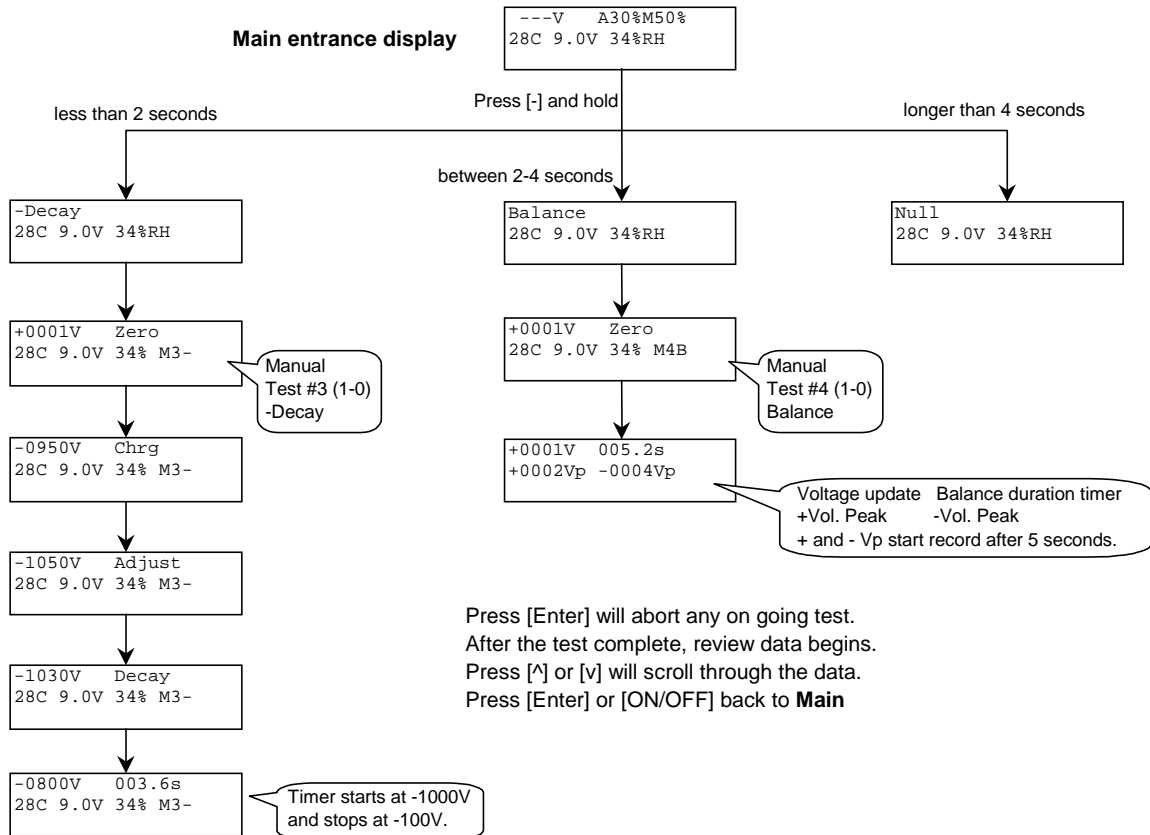 ---V A30%M50%
28C 9.0V 34%RH
Main entrance display
Press [-] and hold
less than 2 seconds
longer than 4 seconds
between 2-4 seconds
-Decay
28C 9.0V 34%RH
Balance
28C 9.0V 34%RH
Null
28C 9.0V 34%RH
+0001V Zero
28C 9.0V 34% M3-
Manual
Test #3 (1-0)
-Decay
+0001V Zero
28C 9.0V 34% M4B
Manual
Test #4 (1-0)
Balance
-0950V Chrg
28C 9.0V 34% M3-
+0001V 005.2s
+0002Vp -0004Vp
Voltage update Balance duration timer
+Vol. Peak -Vol. Peak
+ and - Vp start record after 5 seconds.
-1050V Adjust
28C 9.0V 34% M3-
Press [Enter] will abort any on going test.
After the test complete, review data begins.
Press [^] or [v] will scroll through the data.
Press [Enter] or [ON/OFF] back to Main
-1030V Decay
28C 9.0V 34% M3-
-0800V 003.6s
28C 9.0V 34% M3-
Timer starts at -1000V
and stops at -100V.